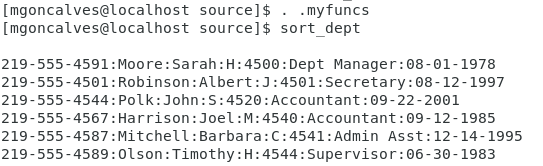 [mgoncalves@localhost source]$ . .myfuncs
[mgoncalves@localhost source]$ sort_dept
219-555-4591:Moore:Sarah:H:4500:Dept Manager:08-01-1978
219-555-4501:Robinson:Albert:J:4501:Secretary:08-12-1997
219-555-4544:Polk:John:S:4520:Accountant:09-22-2001
219-555-4567:Harrison:Joel:M:4540:Accountant:09-12-1985
219-555-4587:Mitchell:Barbara:C:4541:Admin Asst:12-14-1995
219-555-4589:Olson:Timothy:H:4544:Supervisor:06-30-1983